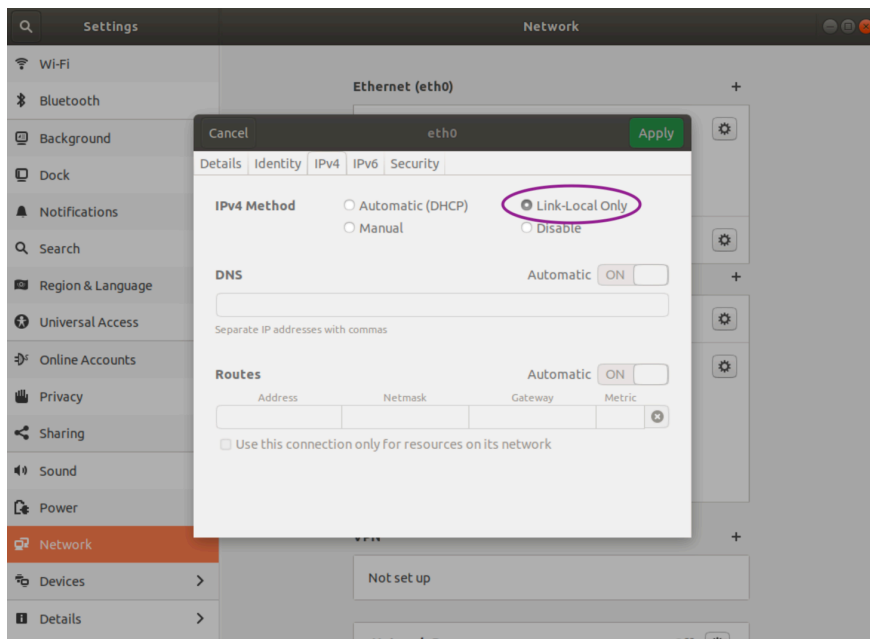 Settings
Network
Wi-Fi
Bluetooth
Background
Dock
Notifications
Search
Region & Language
Universal Access
Online Accounts
Privacy
Sharing
Sound
Power
Network
Devices
Details
Ethernet (eth0)
Cancel
eth0
Apply
Details Identity IPv4 IPv6 Security
IPv4 Method
Automatic (DHCP)
Link-Local Only
Manual
Disable
DNS
Automatic ON
Separate IP addresses with commas
Routes
Automatic ON
Address Netmask Gateway Metric
Use this connection only for resources on its network
VPN
Not set up